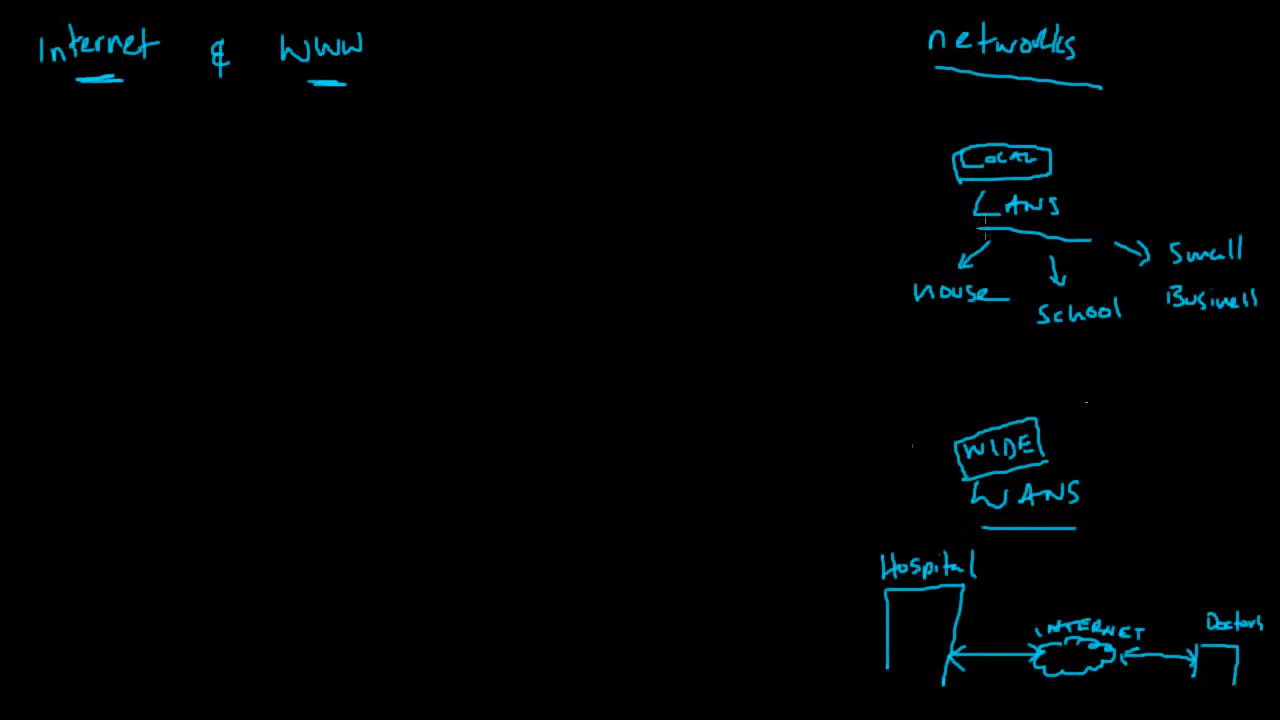 Internet & WWW
networks
LOCAL
LANS
House
School
Small
Business
WIDE
WANS
Hospital
INTERNET
Doctors